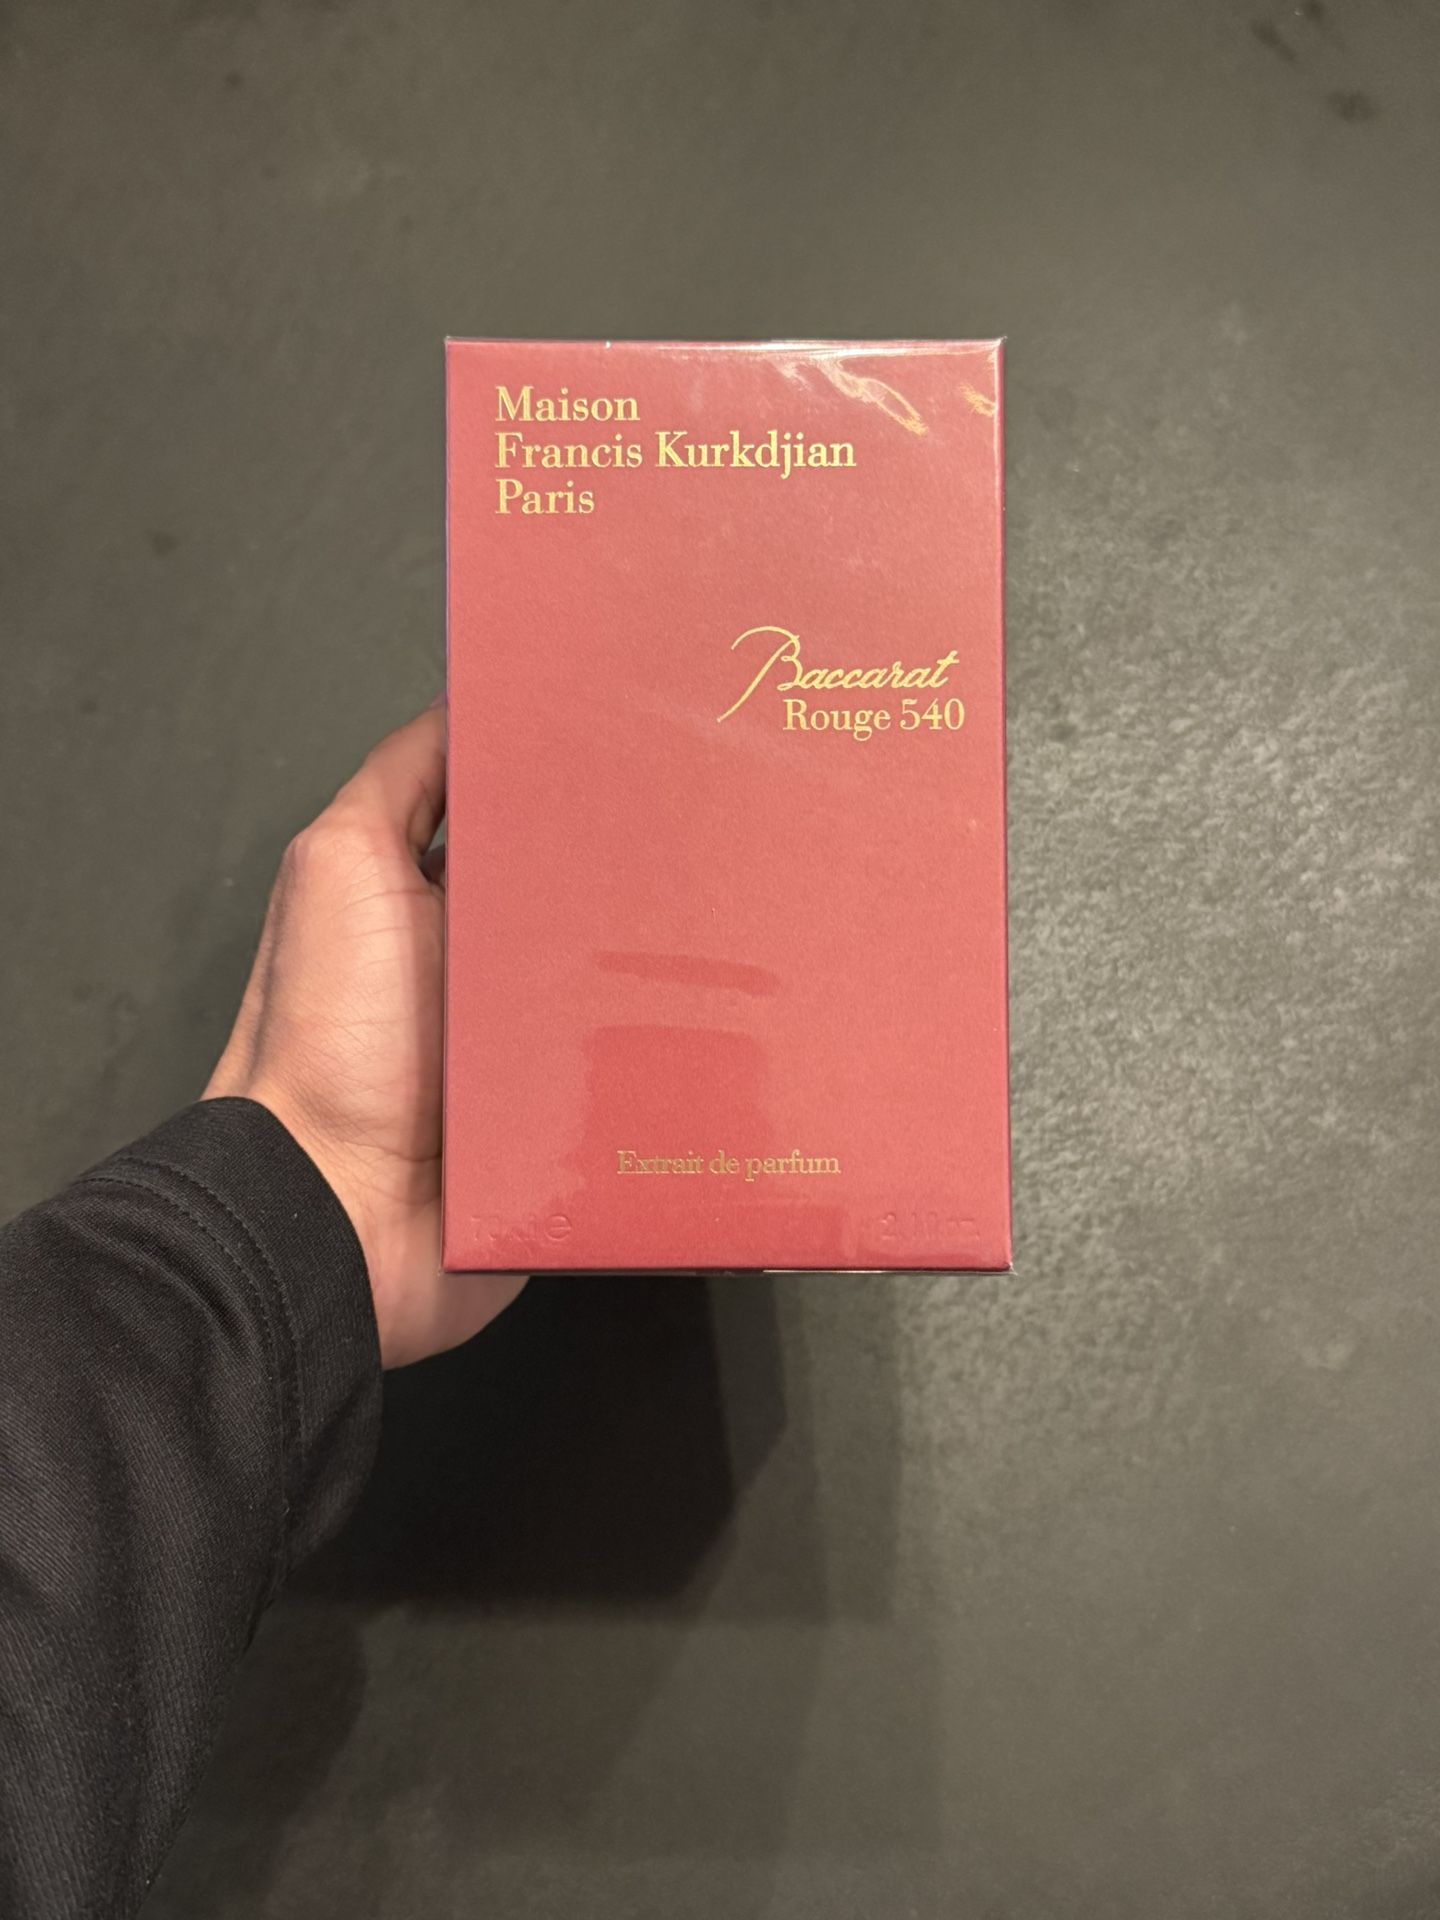 Maison
Francis Kurkdjian
Paris
Baccarat
Rouge 540
Extrait de parfum